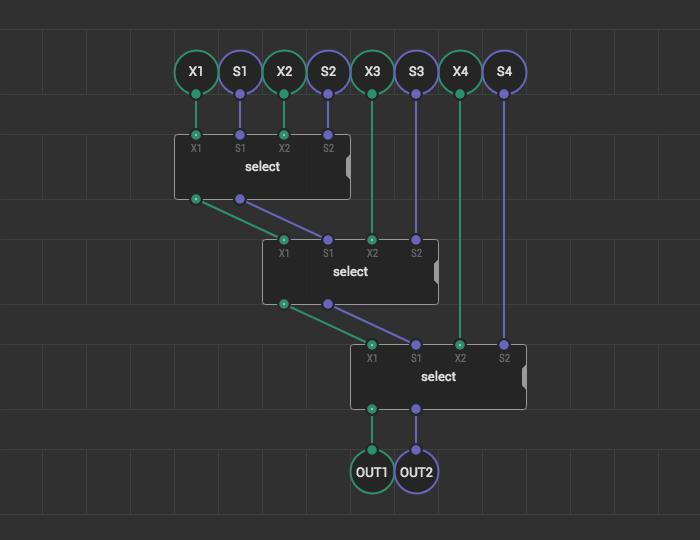 X1 S1 X2 S2 X3 S3 X4 S4
X1 S1 X2 S2
select
X1 S1 X2 S2
select
X1 S1 X2 S2
select
OUT1 OUT2